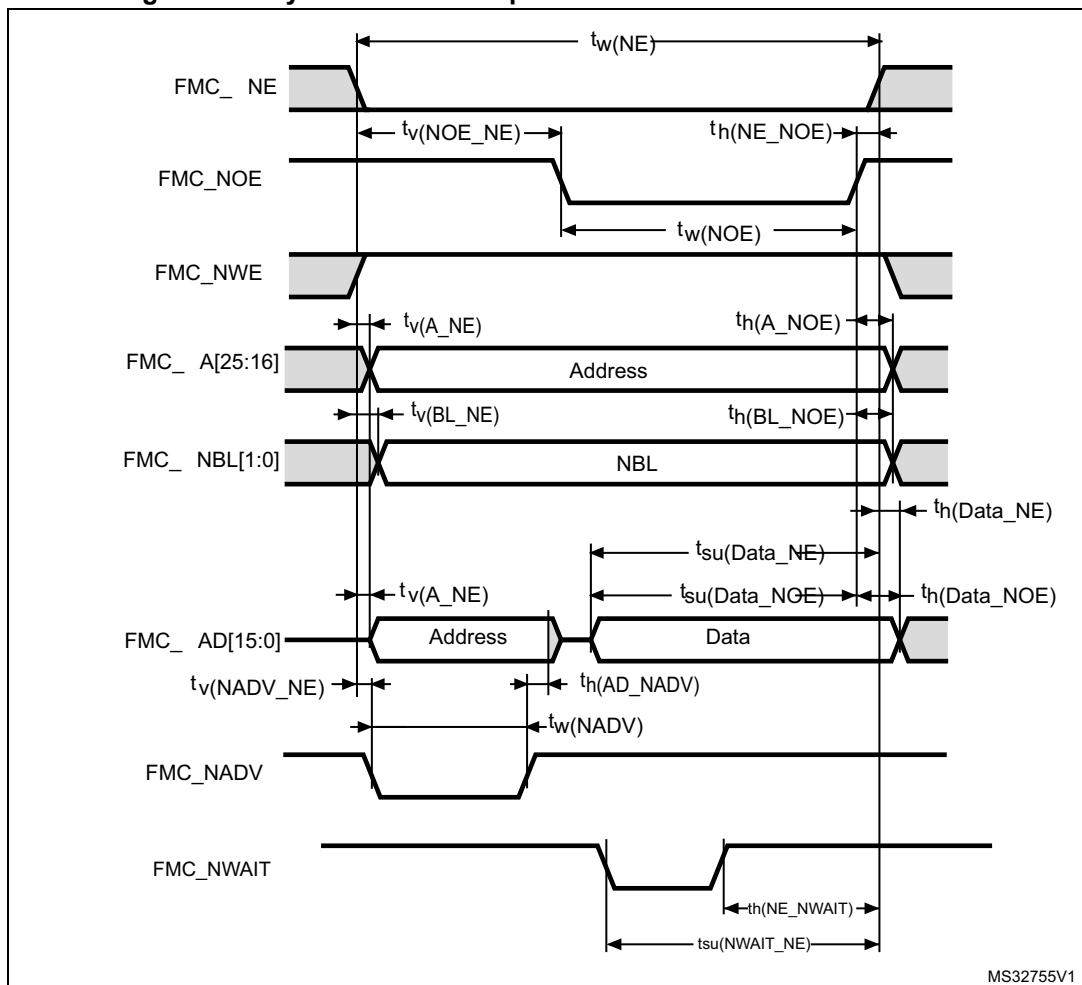 tw(NE)
FMC_ NE
tv(NOE_NE)
th(NE_NOE)
FMC_NOE
tw(NOE)
FMC_NWE
tv(A_NE)
th(A_NOE)
FMC_ A[25:16]
Address
tv(BL_NE)
th(BL_NOE)
FMC_ NBL[1:0]
NBL
th(Data_NE)
tsu(Data_NE)
tv(A_NE)
tsu(Data_NOE)
th(Data_NOE)
FMC_ AD[15:0]
Address
Data
tv(NADV_NE)
th(AD_NADV)
tw(NADV)
FMC_NADV
FMC_NWAIT
th(NE_NWAIT)
tsu(NWAIT_NE)
MS32755V1